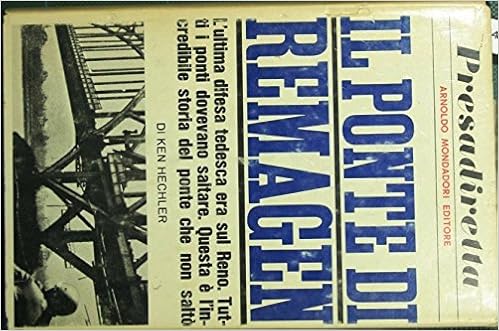 Presadiretta
ARNOLDO MONDADORI EDITORE
IL PONTE DI
REMAGEN
L'ultima difesa tedesca era sul Reno. Tut-
ti i ponti dovevano saltare. Questa è l'in-
credibile storia del ponte che non saltò
DI KEN HECHLER